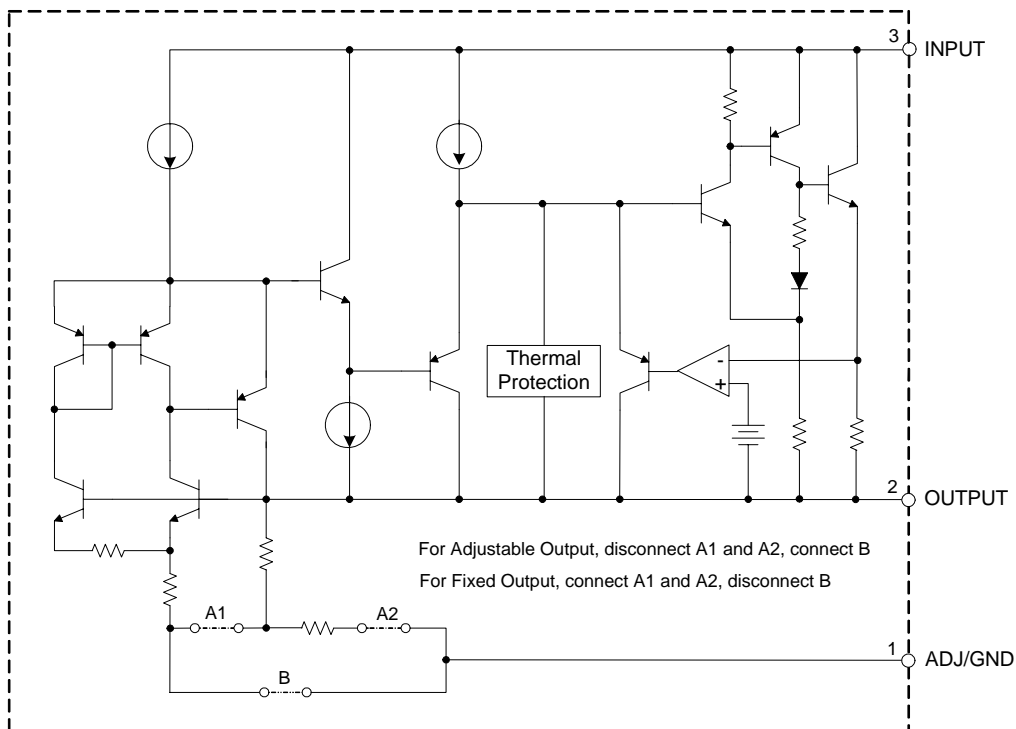 3
INPUT
Thermal
Protection
-
+
2
OUTPUT
For Adjustable Output, disconnect A1 and A2, connect B
For Fixed Output, connect A1 and A2, disconnect B
A1
A2
1
ADJ/GND
B